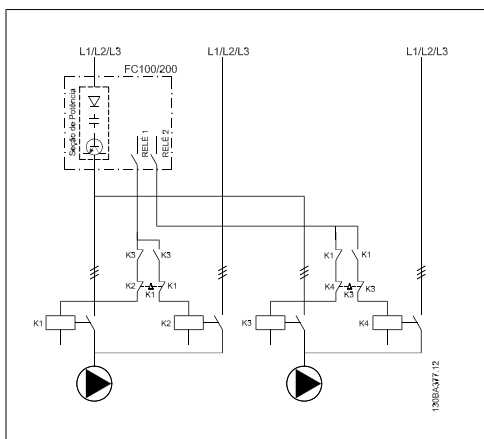 L1/L2/L3 L1/L2/L3 L1/L2/L3
FC100/200
Seção de Potência
RELÉ 1
RELÉ 2
K3 K3 K1 K1
K2 K1 K4 K3
K1 K3
K1 K2 K3 K4
130BA377.12